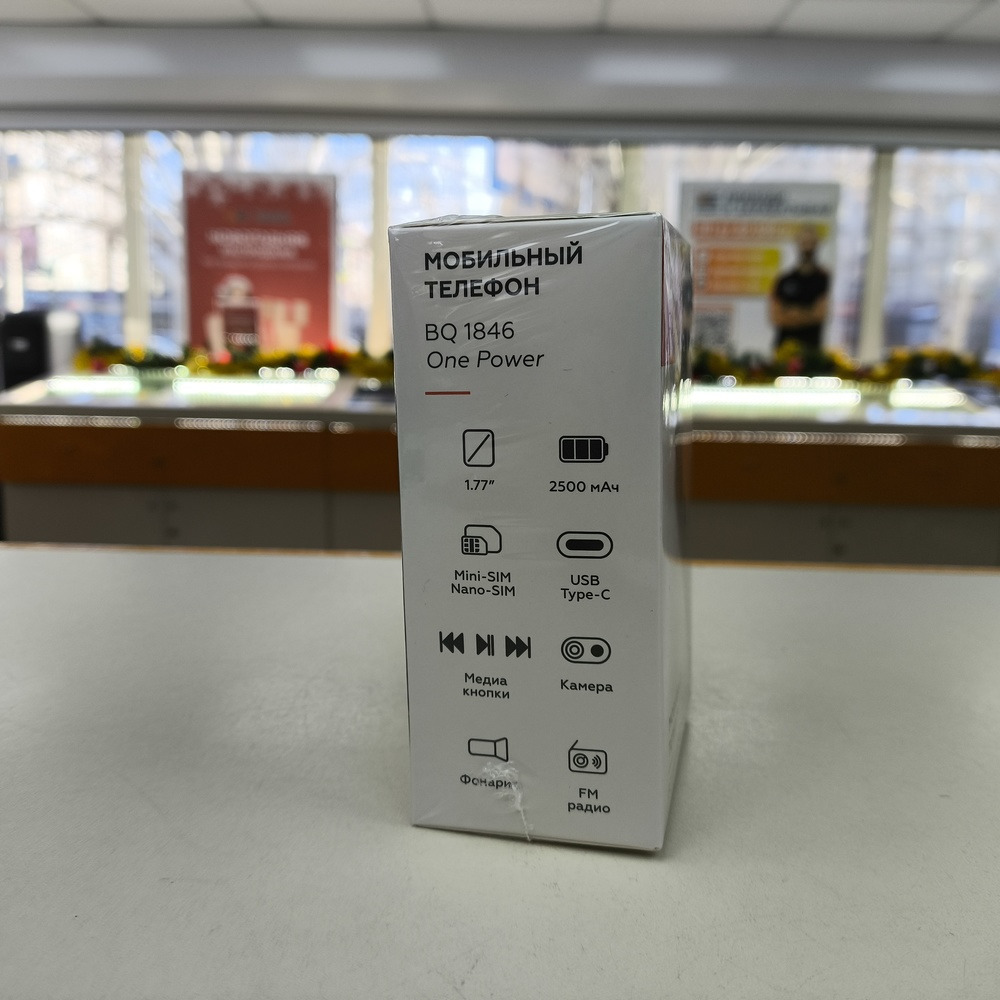 МОБИЛЬНЫЙ
ТЕЛЕФОН
BQ 1846
One Power
1.77”
2500 мАч
Mini-SIM
Nano-SIM
USB
Type-C
Медиа
кнопки
Камера
Фонарик
FM
радио